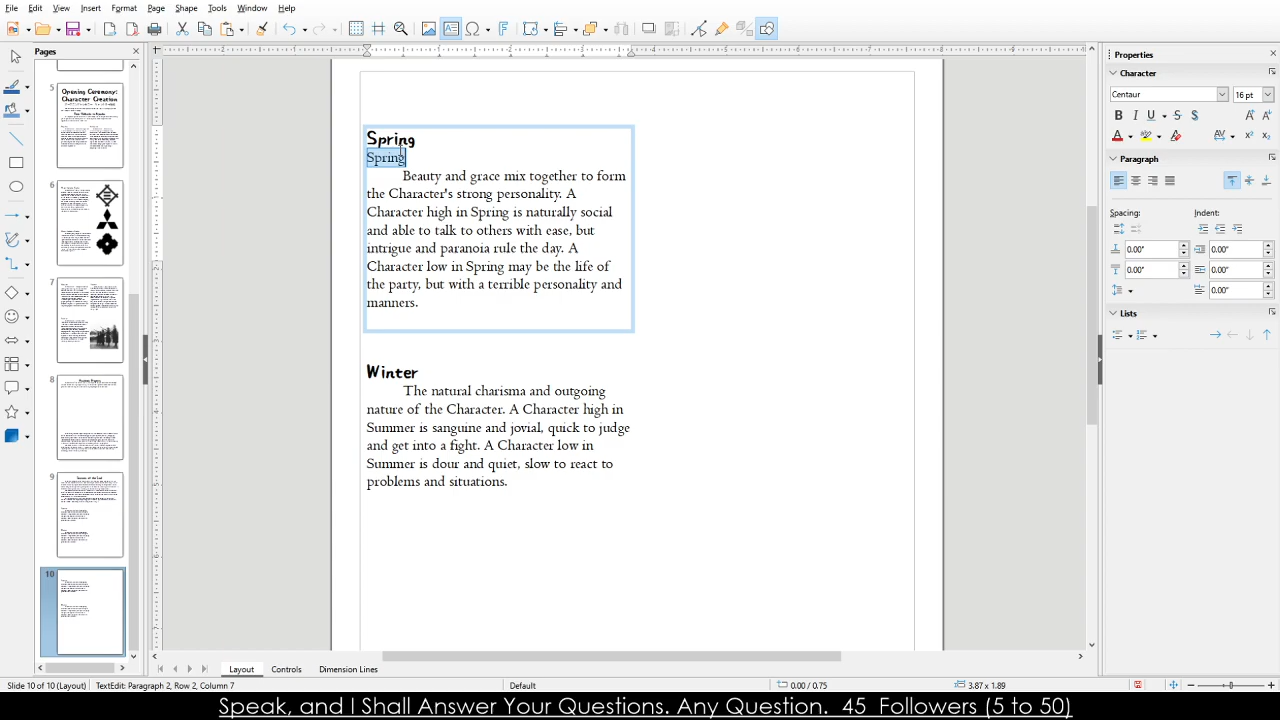 File Edit View Insert Format Page Shape Tools Window Help
Pages
5
Opening Ceremony:
Character Creation
6
7
8
9
10
Spring
Spring
Beauty and grace mix together to form
the Character's strong personality. A
Character high in Spring is naturally social
and able to talk to others with ease, but
intrigue and paranoia rule the day. A
Character low in Spring may be the life of
the party, but with a terrible personality and
manners.
Winter
The natural charisma and outgoing
nature of the Character. A Character high in
Summer is sanguine and jovial, quick to judge
and get into a fight. A Character low in
Summer is dour and quiet, slow to react to
problems and situations.
Properties
Character
Centaur 16 pt
Paragraph
Spacing: Indent:
0.00" 0.00"
0.00" 0.00"
0.00"
Lists
Layout Controls Dimension Lines
Slide 10 of 10 (Layout) TextEdit: Paragraph 2, Row 2, Column 7 Default 0.00 / 0.75 3.87 x 1.89
Speak, and I Shall Answer Your Questions. Any Question. 45 Followers (5 to 50)